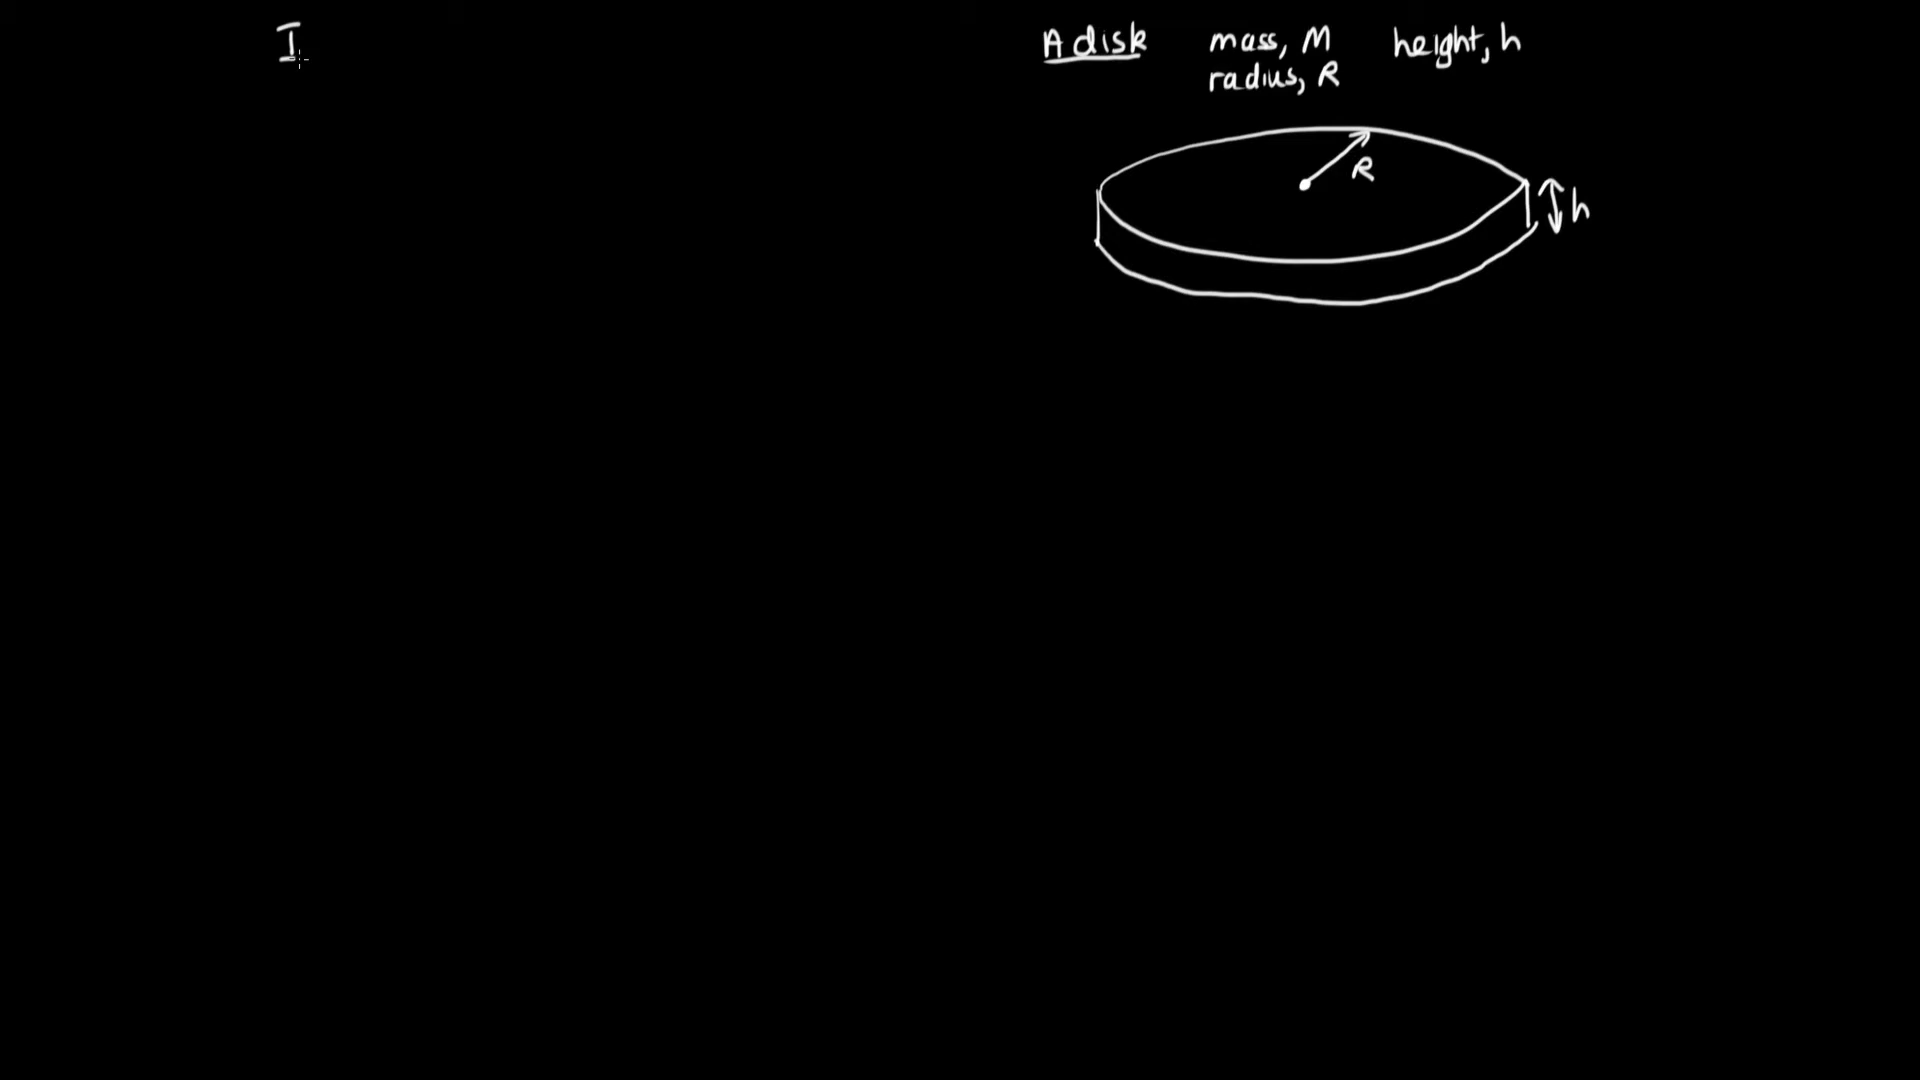 I
A disk mass, M height, h
radius, R
R
h